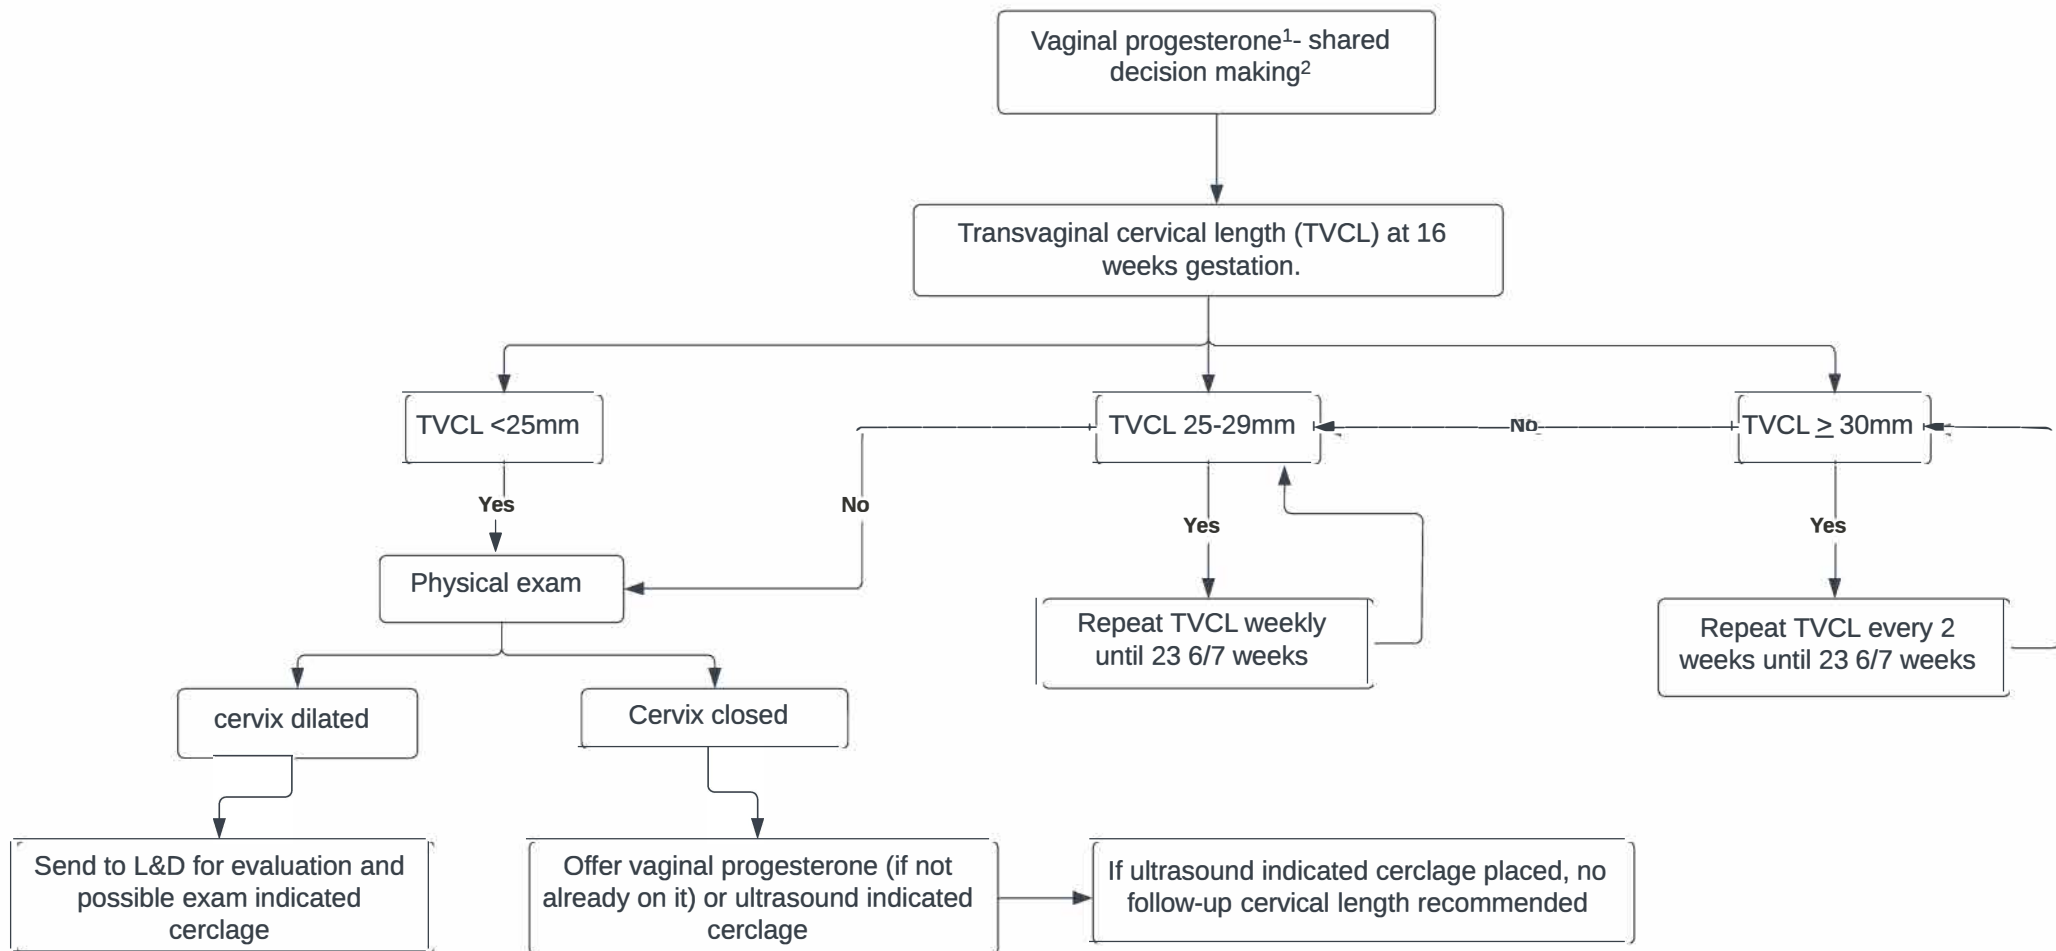 Vaginal progesterone¹- shared
decision making²
Transvaginal cervical length (TVCL) at 16
weeks gestation.
TVCL <25mm
TVCL 25-29mm
No
TVCL ≥ 30mm
Yes
No
Yes
Yes
Physical exam
Repeat TVCL weekly
until 23 6/7 weeks
Repeat TVCL every 2
weeks until 23 6/7 weeks
cervix dilated
Cervix closed
Send to L&D for evaluation and
possible exam indicated
cerclage
Offer vaginal progesterone (if not
already on it) or ultrasound indicated
cerclage
If ultrasound indicated cerclage placed, no
follow-up cervical length recommended